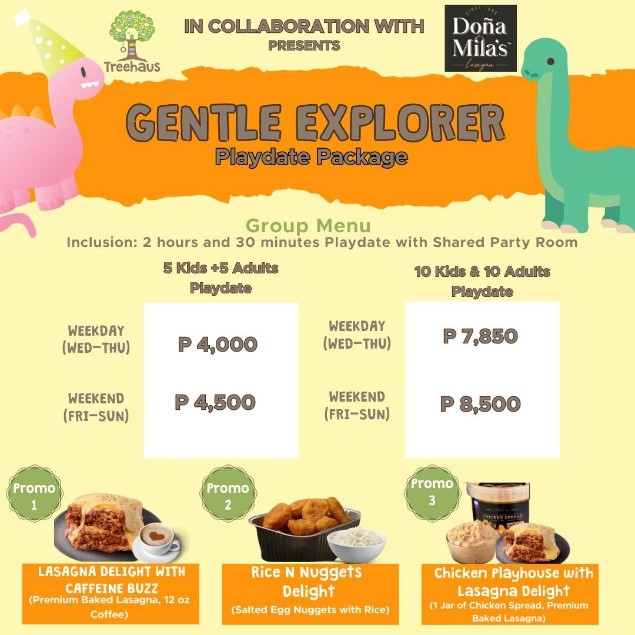 Treehaus
IN COLLABORATION WITH
PRESENTS
Doña
Mila's
Lasagna
GENTLE EXPLORER
Playdate Package
Group Menu
Inclusion: 2 hours and 30 minutes Playdate with Shared Party Room
5 Kids +5 Adults
Playdate
WEEKDAY
(WED-THU)
P 4,000
WEEKEND
(FRI-SUN)
P 4,500
10 Kids & 10 Adults
Playdate
WEEKDAY
(WED-THU)
P 7,850
WEEKEND
(FRI-SUN)
P 8,500
Promo
1
LASAGNA DELIGHT WITH
CAFFEINE BUZZ
(Premium Baked Lasagna, 12 oz
Coffee)
Promo
2
Rice N Nuggets
Delight
(Salted Egg Nuggets with Rice)
Promo
3
CHICKEN SPREAD
Chicken Playhouse with
Lasagna Delight
(1 Jar of Chicken Spread, Premium
Baked Lasagna)